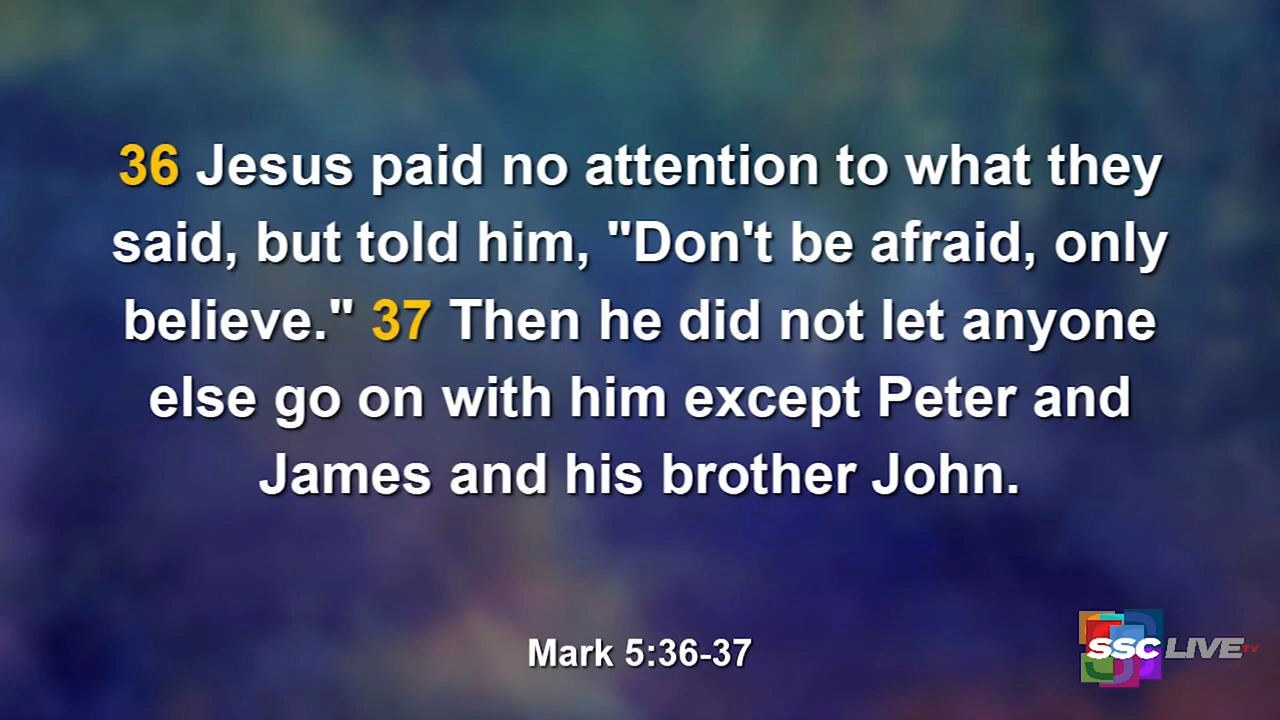 36 Jesus paid no attention to what they
said, but told him, "Don't be afraid, only
believe." 37 Then he did not let anyone
else go on with him except Peter and
James and his brother John.
Mark 5:36-37
SSC LIVE TV